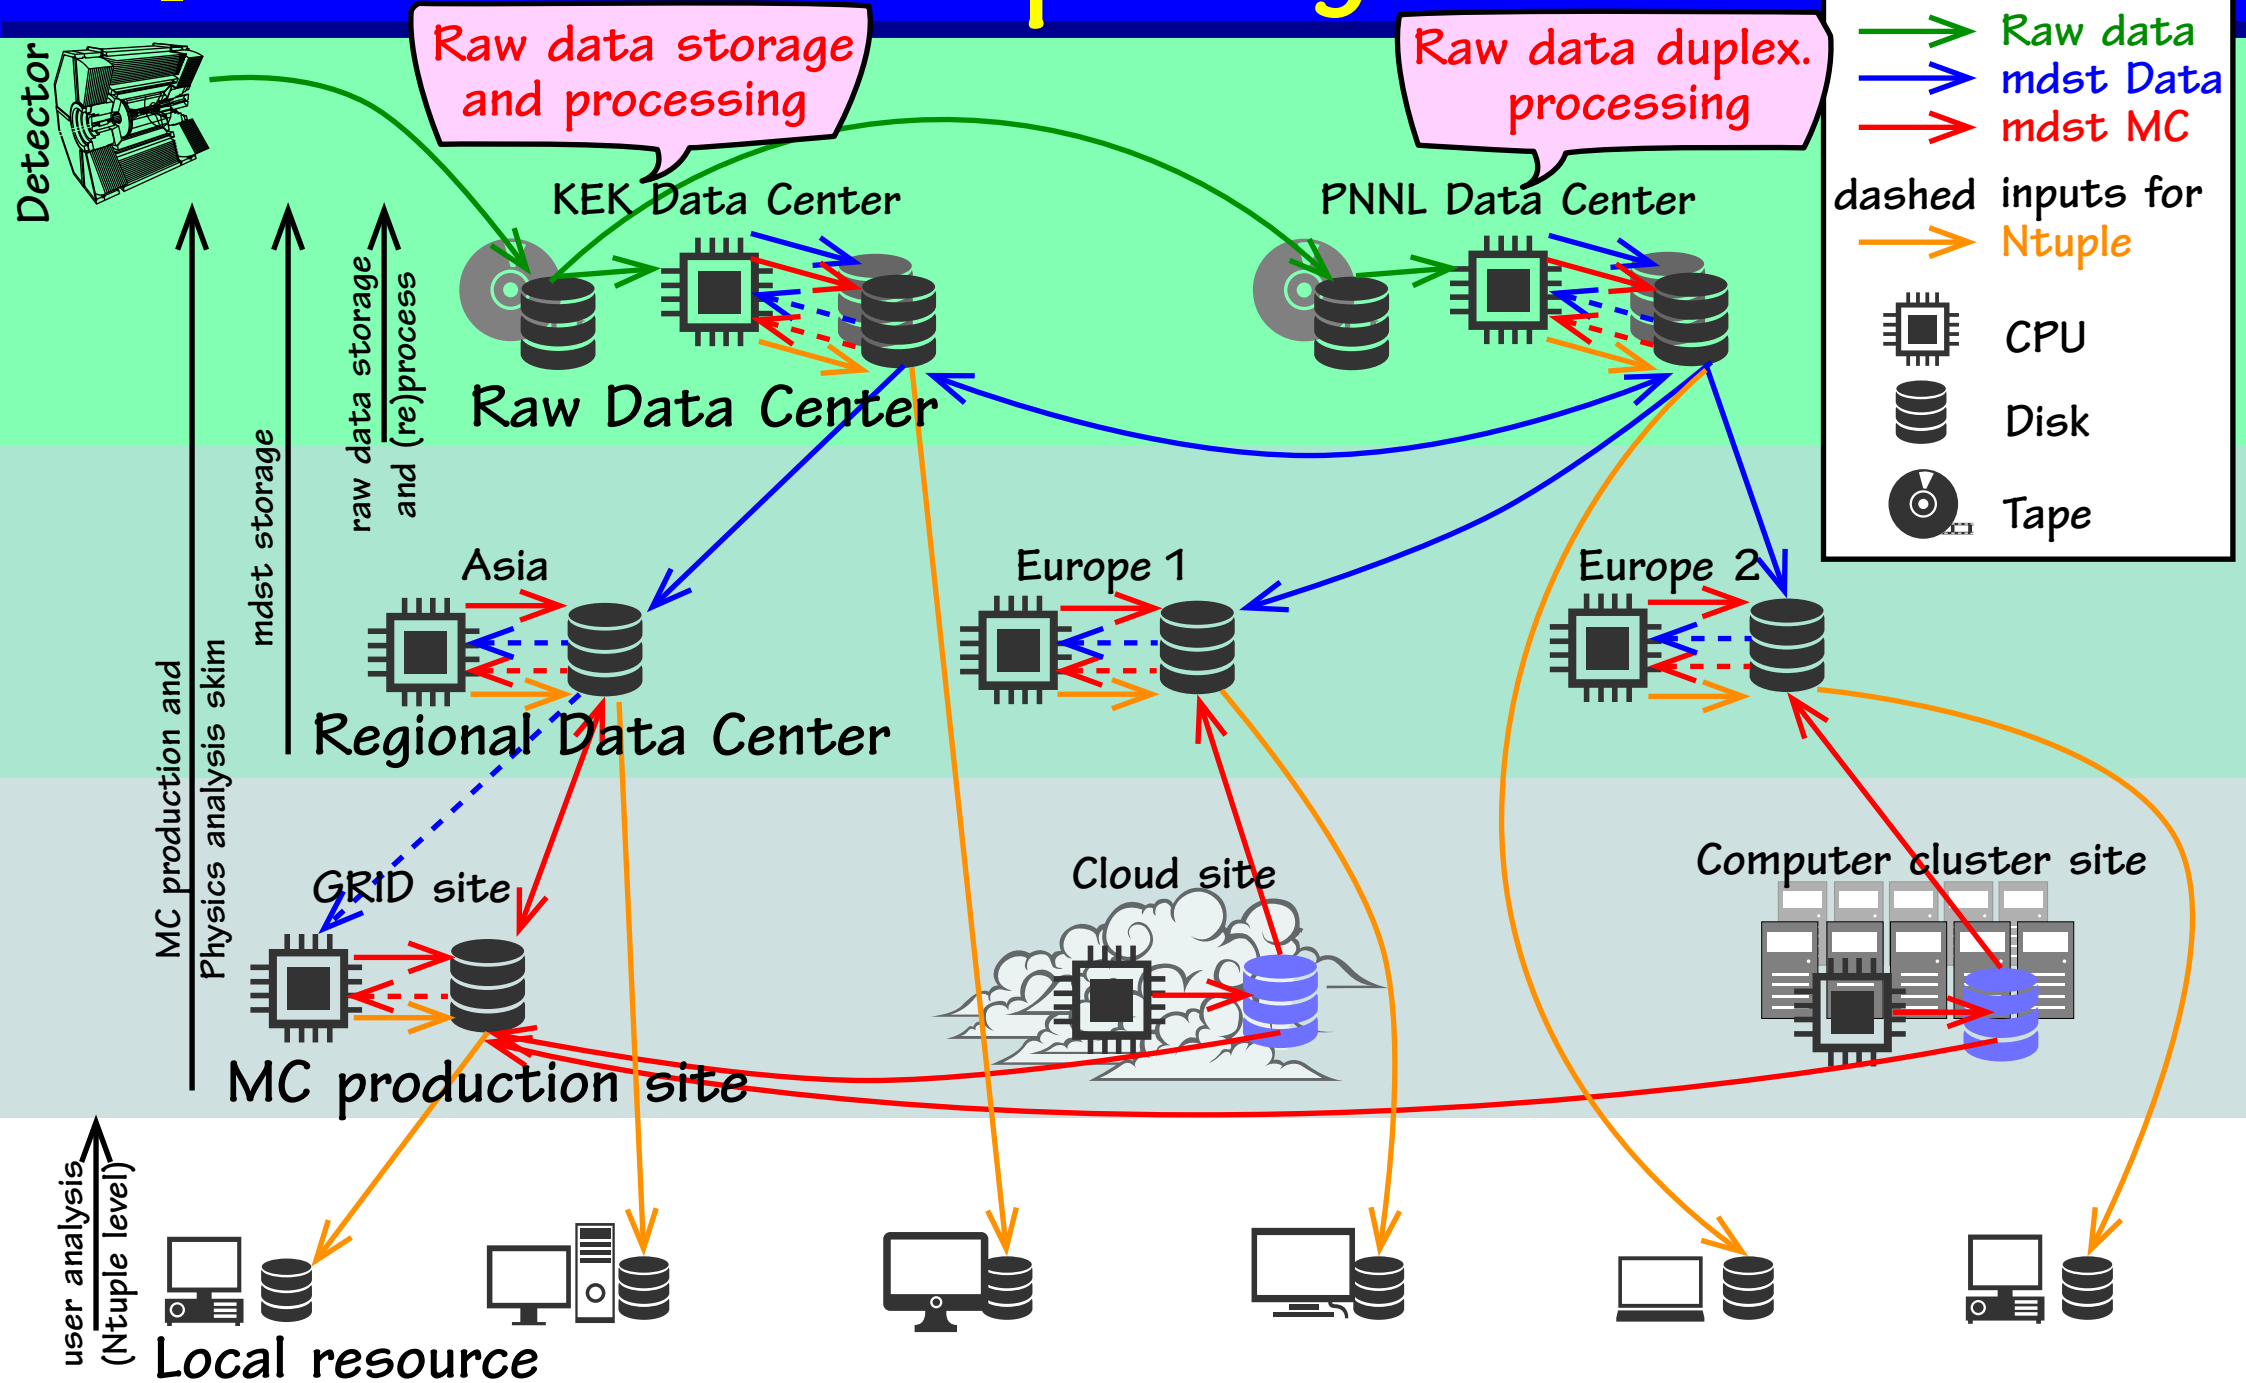 Raw data storage
and processing
Raw data duplex.
processing
Raw data
mdst Data
mdst MC
dashed inputs for
Ntuple
CPU
Disk
Tape
Detector
KEK Data Center
PNNL Data Center
Raw Data Center
raw data storage
and (re)process
mdst storage
MC production and
Physics analysis skim
Asia
Europe 1
Europe 2
Regional Data Center
GRID site
Cloud site
Computer cluster site
MC production site
user analysis
(Ntuple level)
Local resource